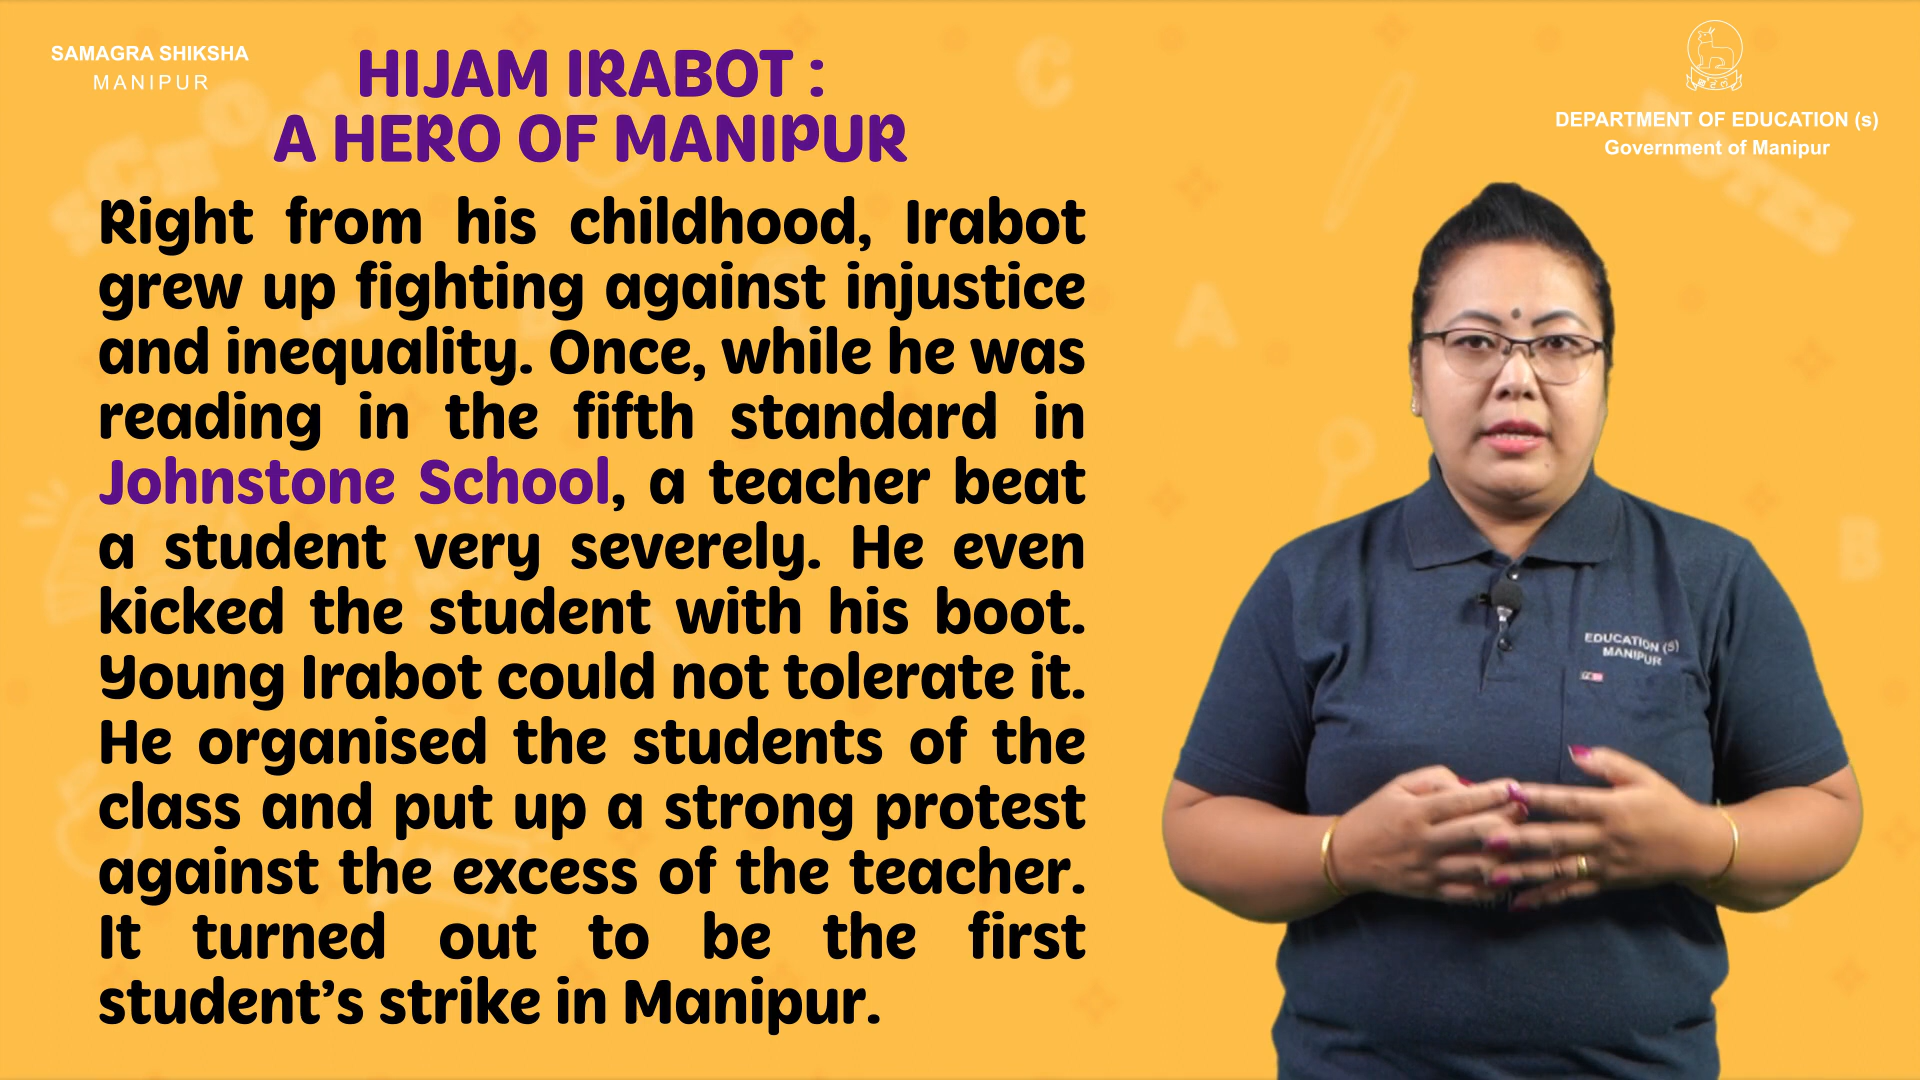 SAMAGRA SHIKSHA
MANIPUR
HIJAM IRABOT :
A HERO OF MANIPUR
DEPARTMENT OF EDUCATION (s)
Government of Manipur
Right from his childhood, Irabot
grew up fighting against injustice
and inequality. Once, while he was
reading in the fifth standard in
Johnstone School, a teacher beat
a student very severely. He even
kicked the student with his boot.
Young Irabot could not tolerate it.
He organised the students of the
class and put up a strong protest
against the excess of the teacher.
It turned out to be the first
student’s strike in Manipur.
EDUCATION (S)
MANIPUR
C
A
B
SCHOOL
NOTES